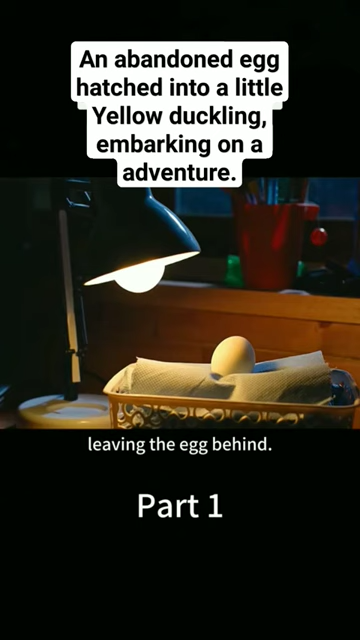 An abandoned egg
hatched into a little
Yellow duckling,
embarking on a
adventure.
leaving the egg behind.
Part 1